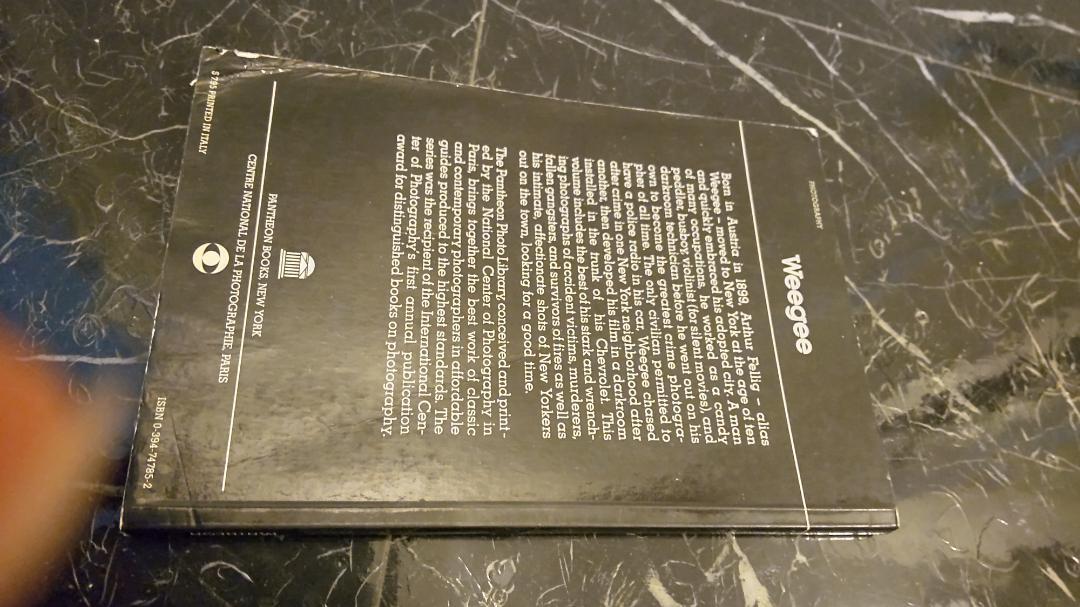 PHOTOGRAPHY
Weegee
Born in Austria in 1899, Arthur Fellig – alias
Weegee – moved to New York at the age of ten
and quickly embraced his adopted city. A man
of many occupations, he worked as a candy
peddler, busboy, violinist (for silent movies), and
darkroom technician before he went out on his
own to become the greatest crime photogra-
pher of all time. The only civilian permitted to
have a police radio in his car, Weegee chased
after crime in one New York neighborhood after
another, then developed his film in a darkroom
installed in the trunk of his Chevrolet. This
volume includes the best of his stark and wrench-
ing photographs of accident victims, murderers,
fallen gangsters, and survivors of fires as well as
his intimate, affectionate shots of New Yorkers
out on the town, looking for a good time.
The Pantheon Photo Library, conceived and print-
ed by the National Center of Photography in
Paris, brings together the best work of classic
and contemporary photographers in affordable
guides produced to the highest standards. The
series was the recipient of the International Cen-
ter of Photography's first annual publication
award for distinguished books on photography.
PANTHEON BOOKS, NEW YORK
CENTRE NATIONAL DE LA PHOTOGRAPHIE, PARIS
$7.95 PRINTED IN ITALY
ISBN 0-394-74785-2
PANTHEON